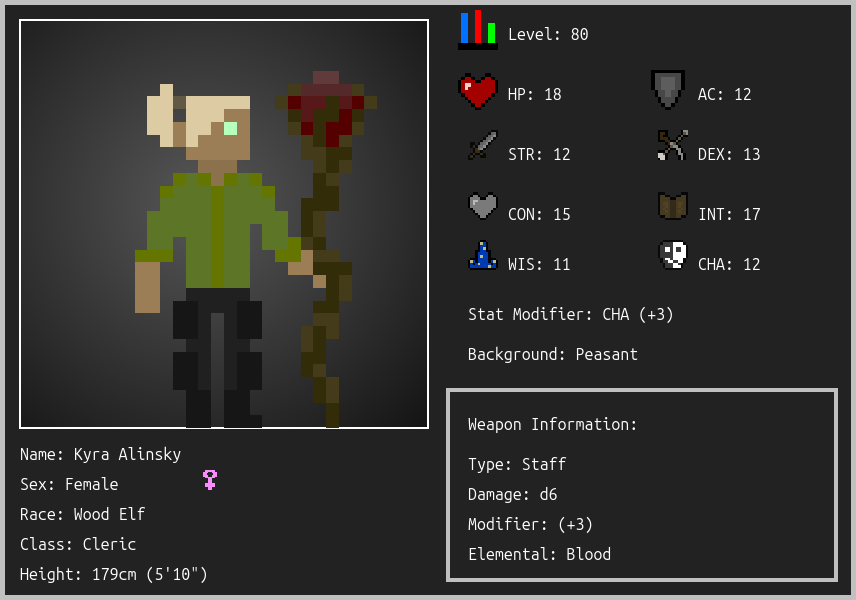 Level: 80
HP: 18
AC: 12
STR: 12
DEX: 13
CON: 15
INT: 17
WIS: 11
CHA: 12
Stat Modifier: CHA (+3)
Background: Peasant
Weapon Information:
Type: Staff
Damage: d6
Modifier: (+3)
Elemental: Blood
Name: Kyra Alinsky
Sex: Female
Race: Wood Elf
Class: Cleric
Height: 179cm (5'10")